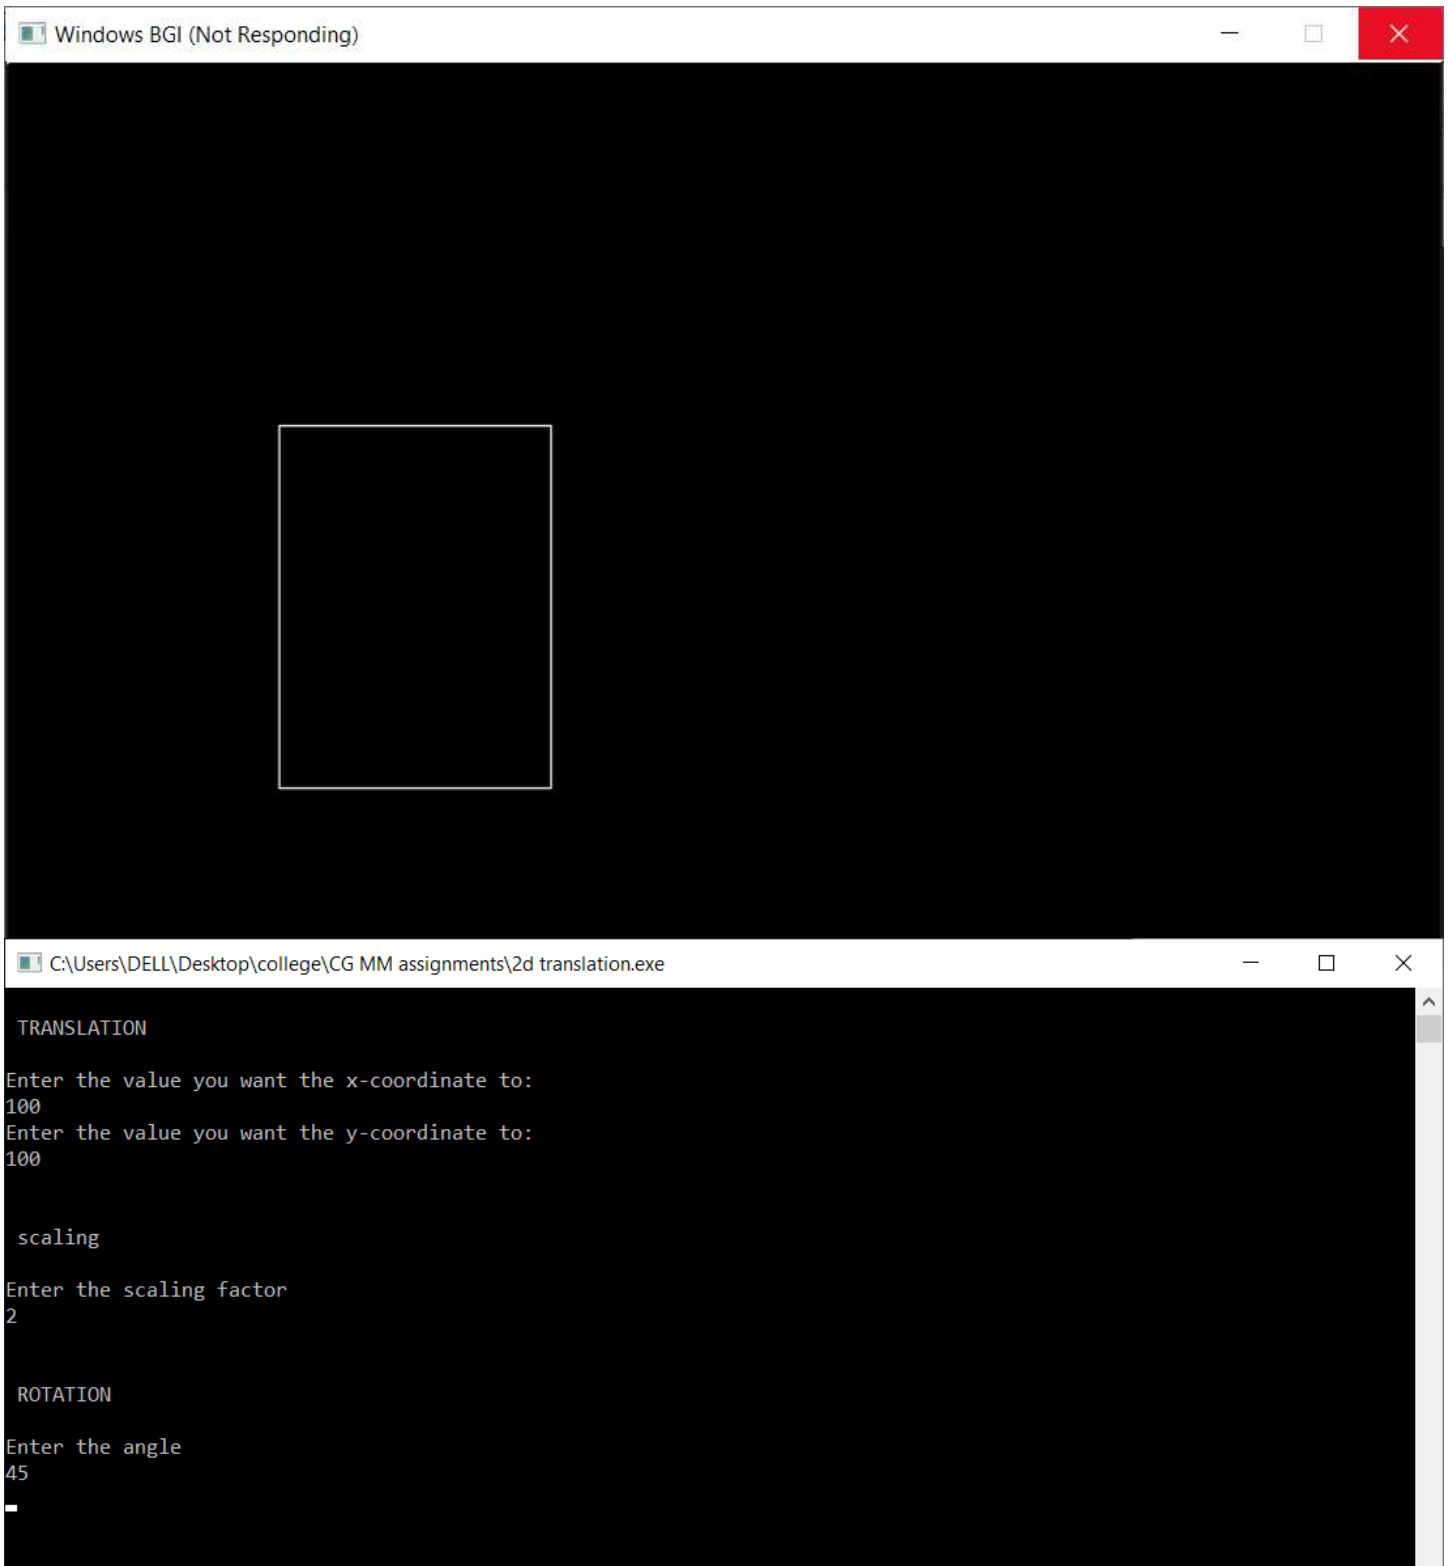 Windows BGI (Not Responding)
C:\Users\DELL\Desktop\college\CG MM assignments\2d translation.exe
TRANSLATION
Enter the value you want the x-coordinate to:
100
Enter the value you want the y-coordinate to:
100
scaling
Enter the scaling factor
2
ROTATION
Enter the angle
45